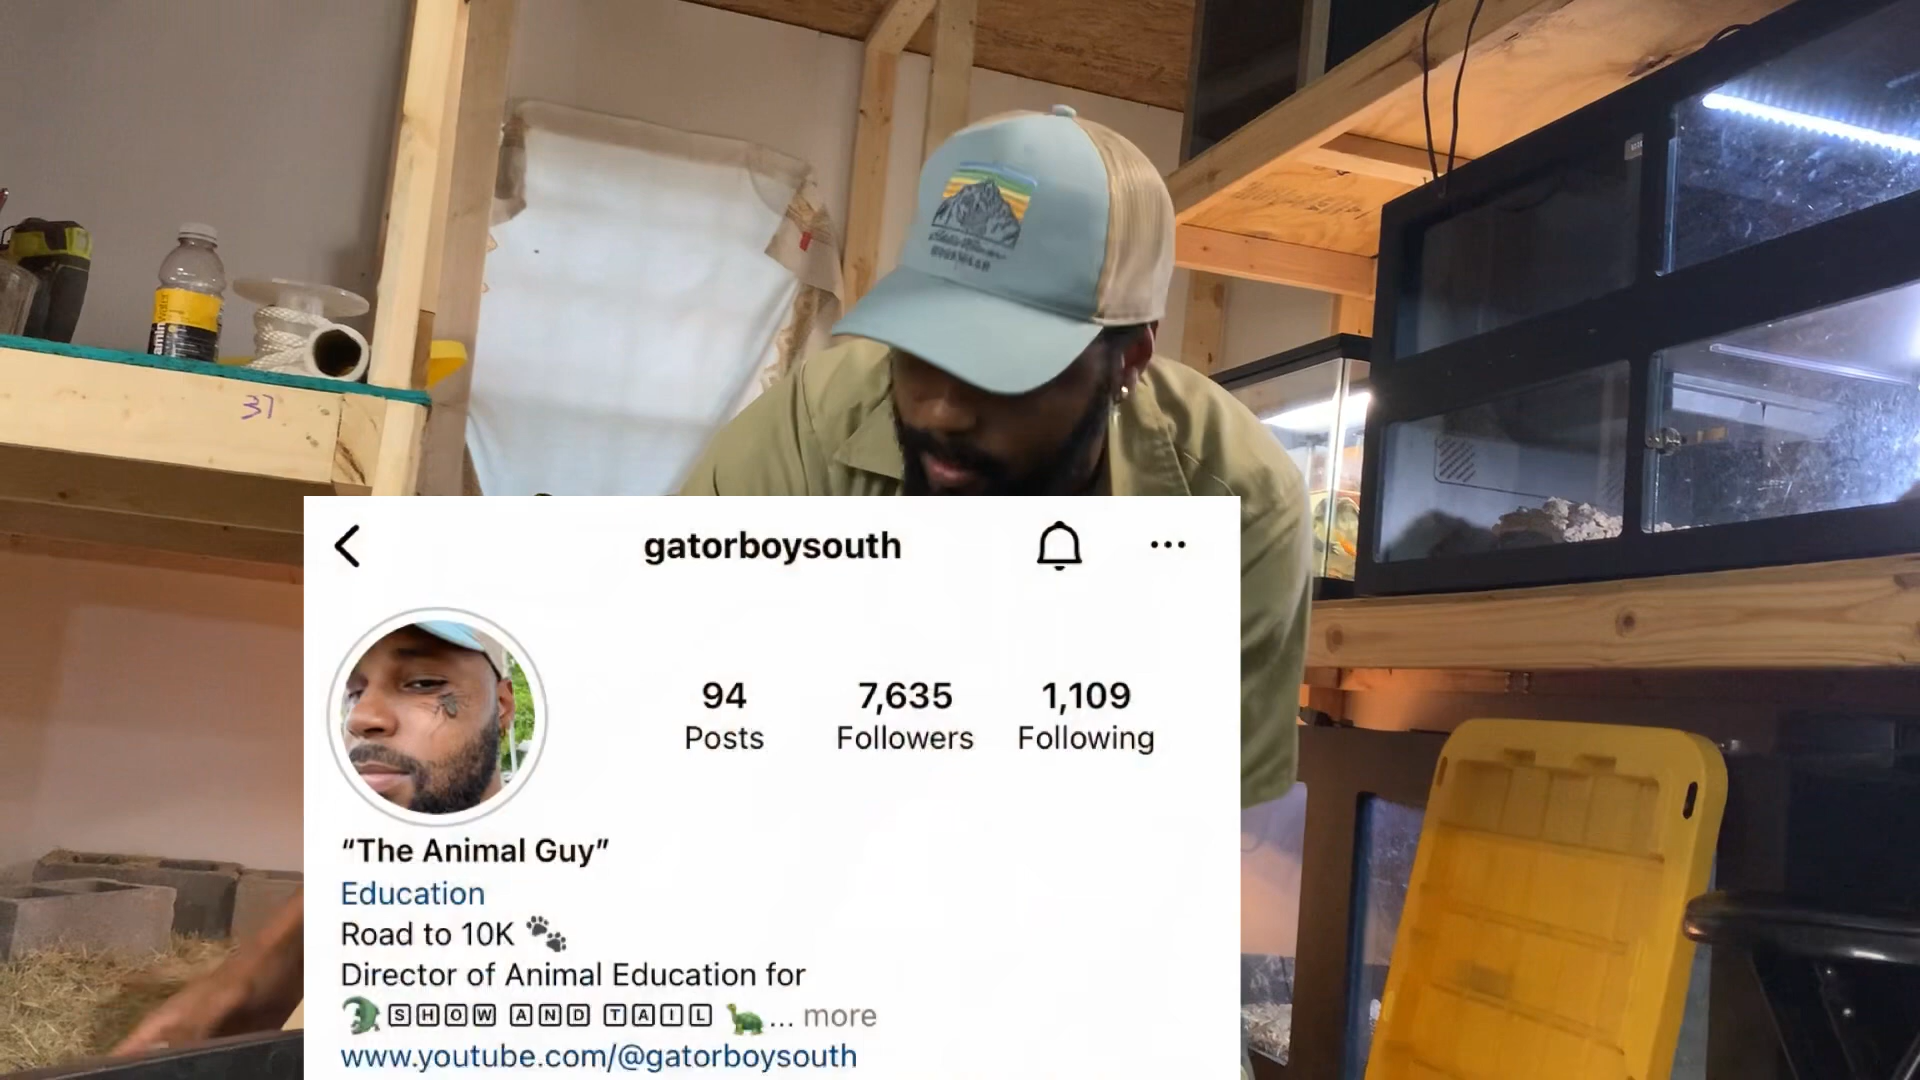 37
gatorboysouth
94
7,635
1,109
Posts
Followers
Following
“The Animal Guy”
Education
Road to 10K 🐾
Director of Animal Education for
🐊 🅂🄷🄾🅆 🄰🄽🄳 🅃🄰🄸🄻 🦕... more
www.youtube.com/@gatorboysouth